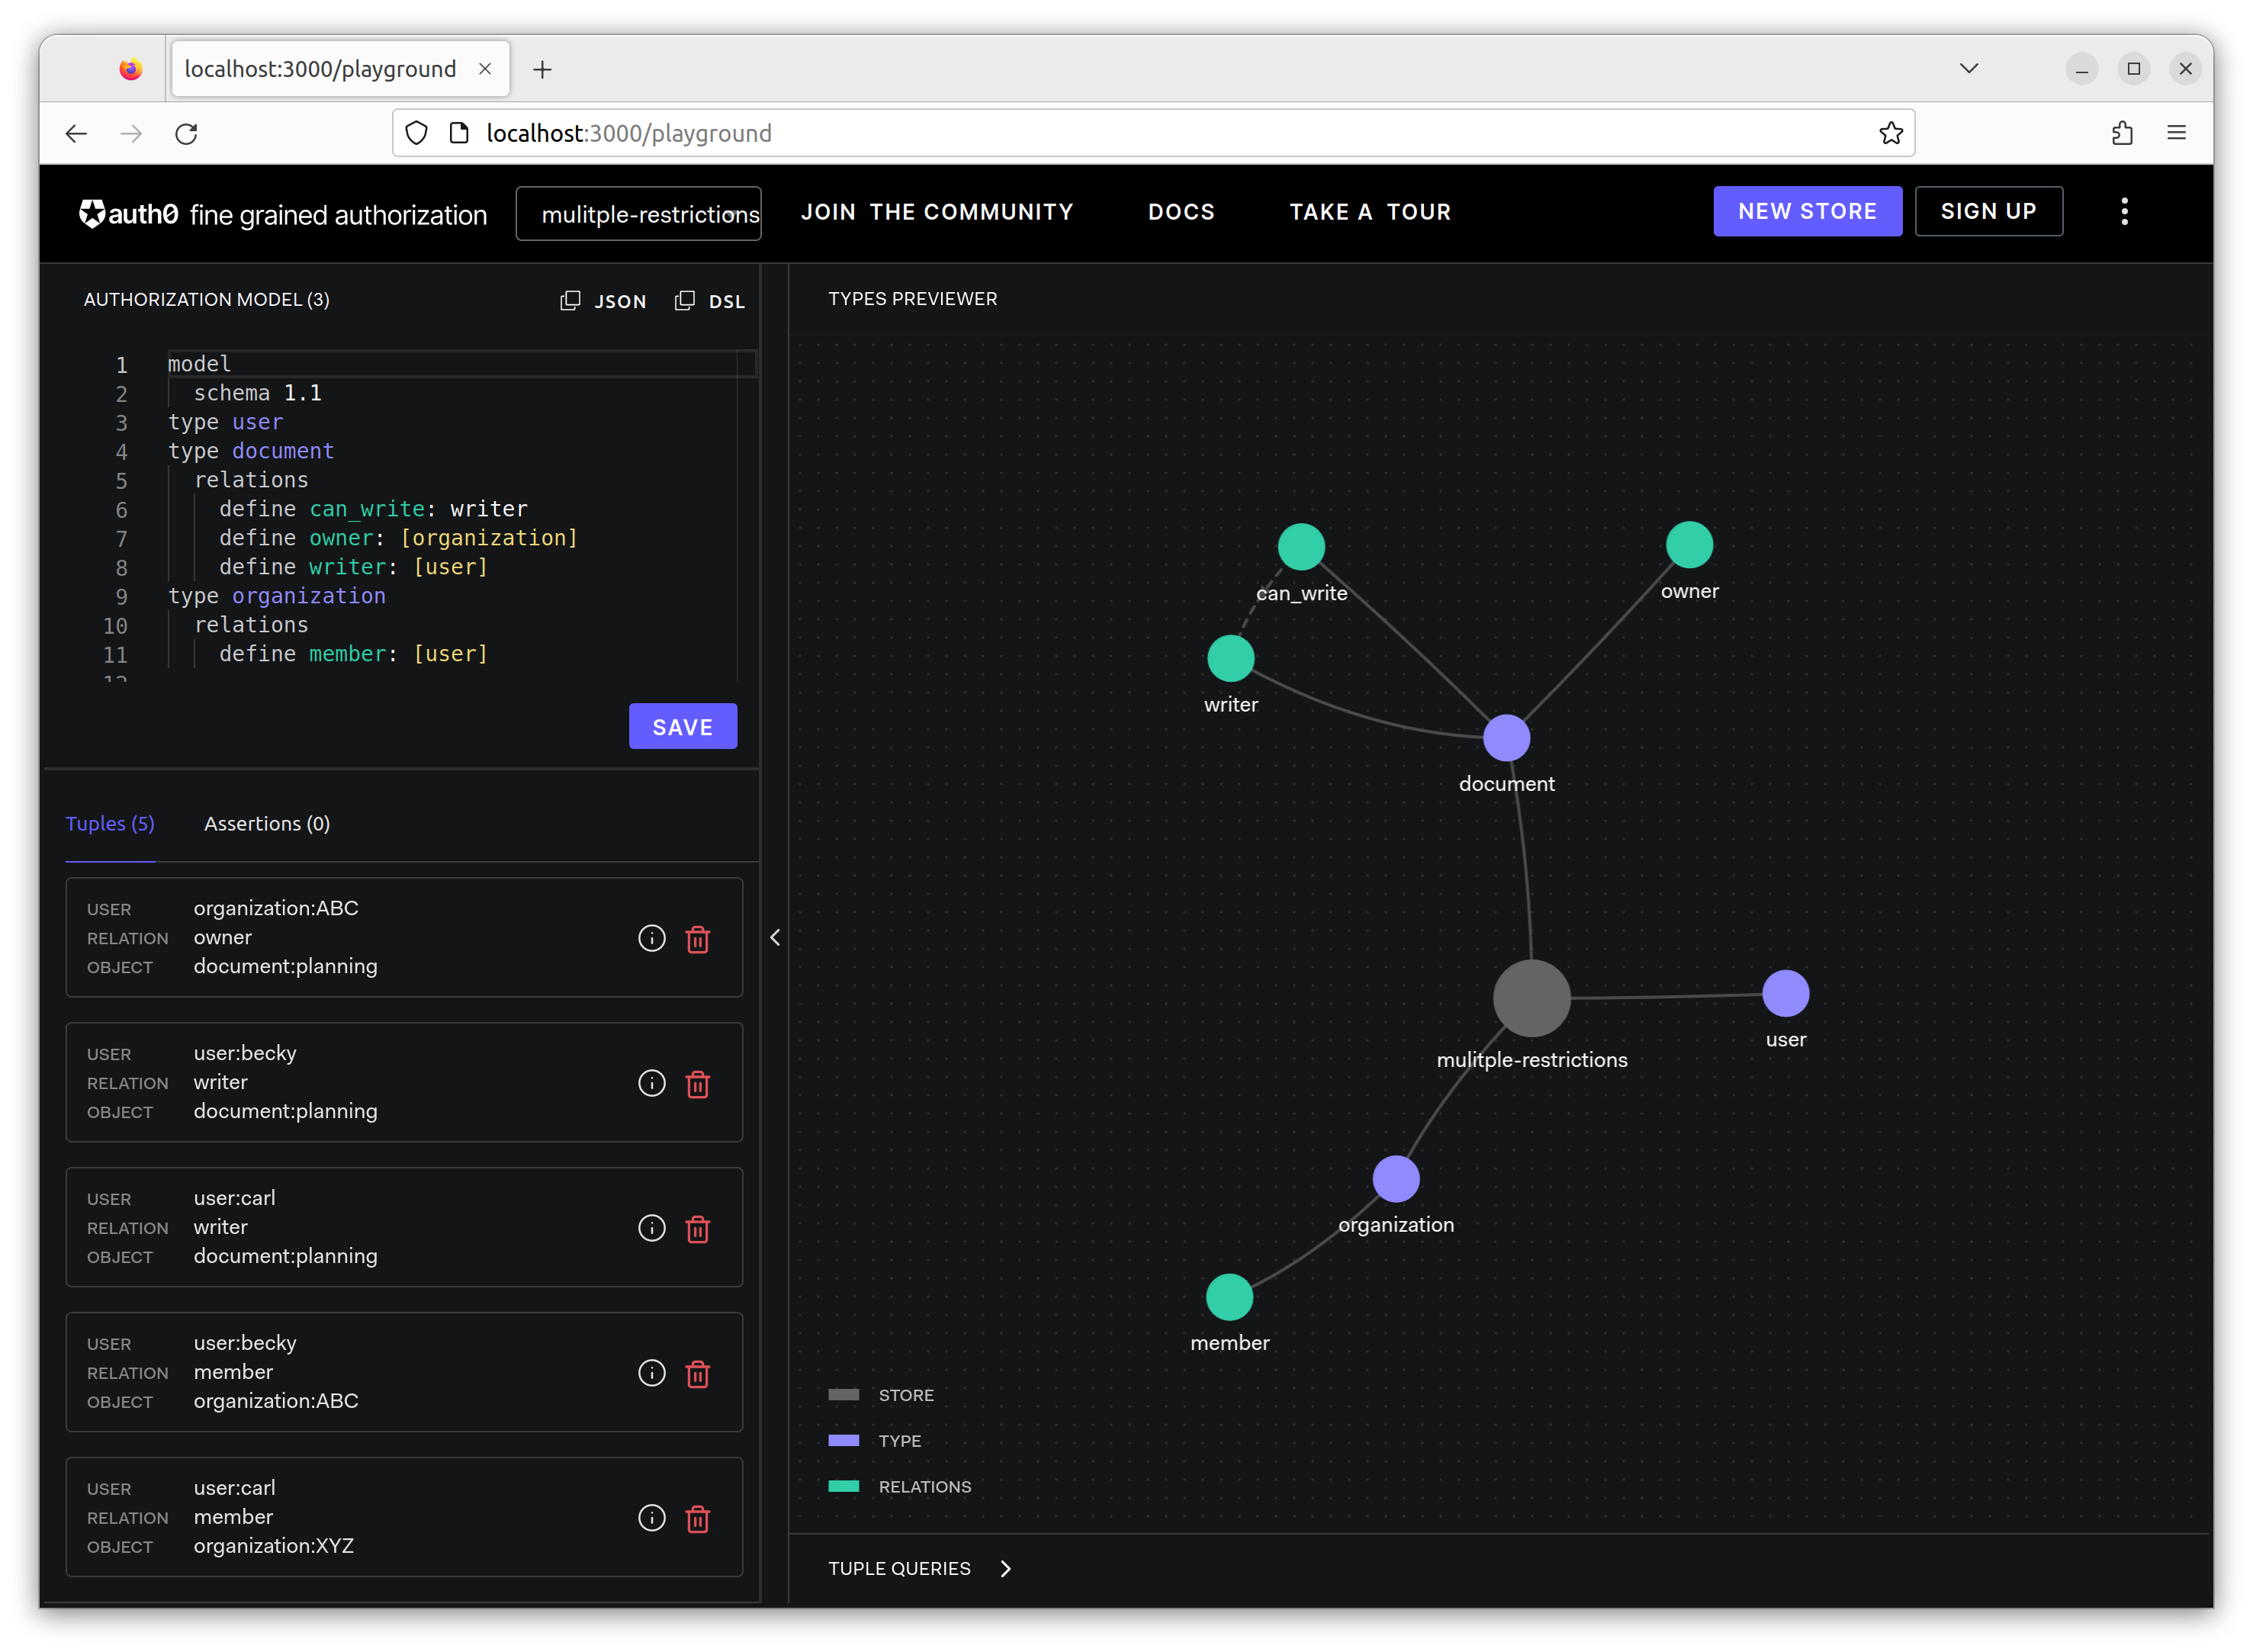 localhost:3000/playground
localhost:3000/playground
auth0 fine grained authorization
mulitple-restrictions
JOIN THE COMMUNITY
DOCS
TAKE A TOUR
NEW STORE
SIGN UP
AUTHORIZATION MODEL (3)
JSON
DSL
1 model
2 schema 1.1
3 type user
4 type document
5 relations
6 define can_write: writer
7 define owner: [organization]
8 define writer: [user]
9 type organization
10 relations
11 define member: [user]
12
SAVE
Tuples (5)
Assertions (0)
USER organization:ABC
RELATION owner
OBJECT document:planning
USER user:becky
RELATION writer
OBJECT document:planning
USER user:carl
RELATION writer
OBJECT document:planning
USER user:becky
RELATION member
OBJECT organization:ABC
USER user:carl
RELATION member
OBJECT organization:XYZ
TYPES PREVIEWER
can_write
owner
writer
document
mulitple-restrictions
user
organization
member
STORE
TYPE
RELATIONS
TUPLE QUERIES